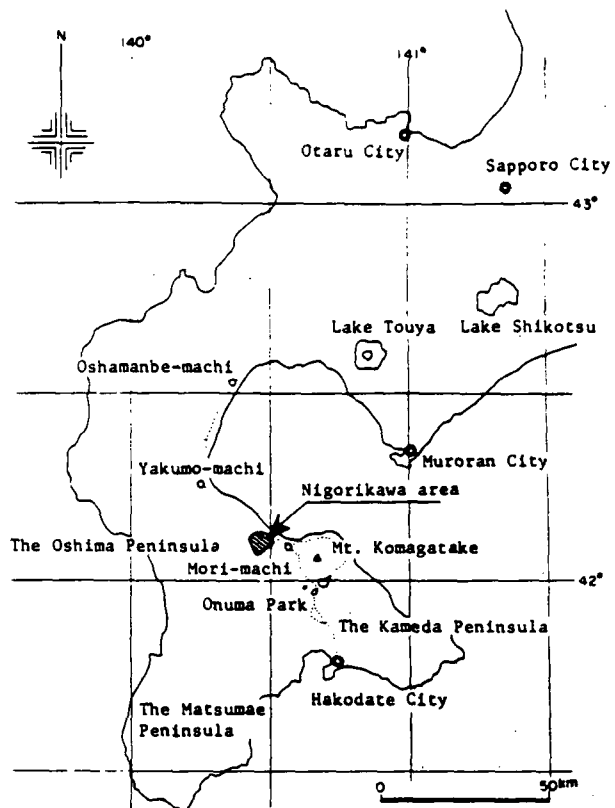 N
140°
141°
Otaru City
Sapporo City
43°
Lake Touya
Lake Shikotsu
Oshamanbe-machi
Muroran City
Yakumo-machi
Nigorikawa area
The Oshima Peninsula
Mt. Komagatake
Mori-machi
42°
Onuma Park
The Kameda Peninsula
Hakodate City
The Matsumae
Peninsula
0
50km